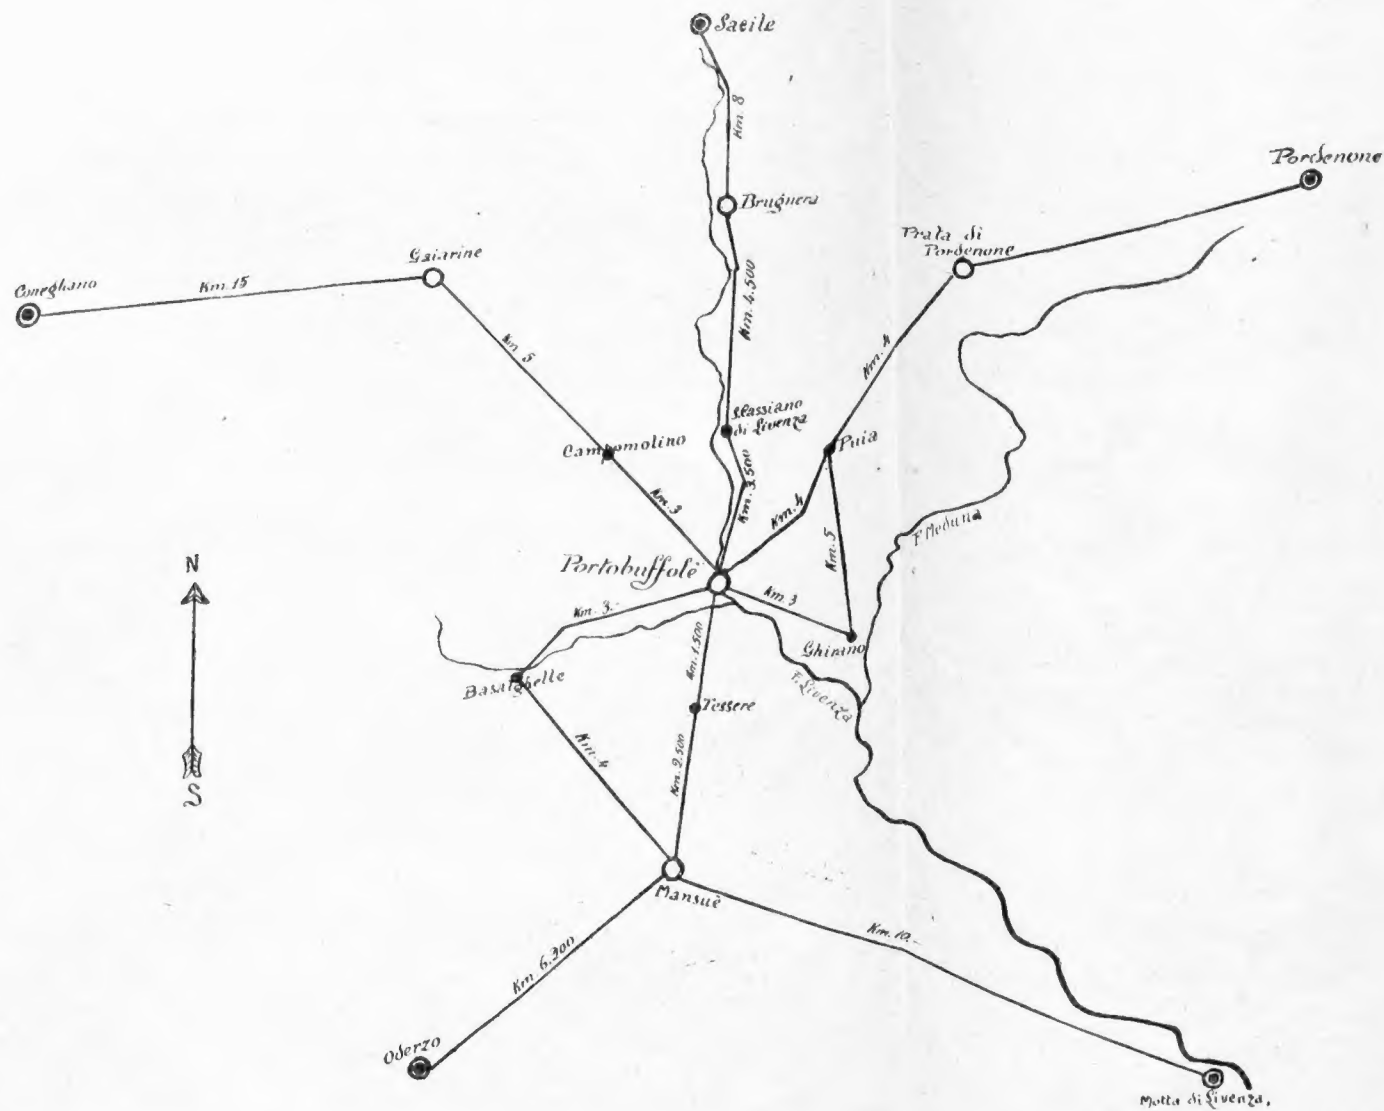 Sacile
Km. 8
Pordenone
Brugnera
Prata di
Pordenone
Gaiarine
Conegliano
Km. 15
Km. 4.500
Km. 5
Km. 4
S. Cassiano
di Livenza
Campomolino
Puia
Km. 3.500
Km. 3
Km. 4
F. Meduna
Km. 5
N
Portobuffolè
Km. 3
Km. 3.
Ghirano
Km. 1.500
Basalghelle
F. Livenza
Tessere
Km. 4
Km. 2.500
S
Mansuè
Km. 10.
Km. 6.300
Oderzo
Motta di Livenza.